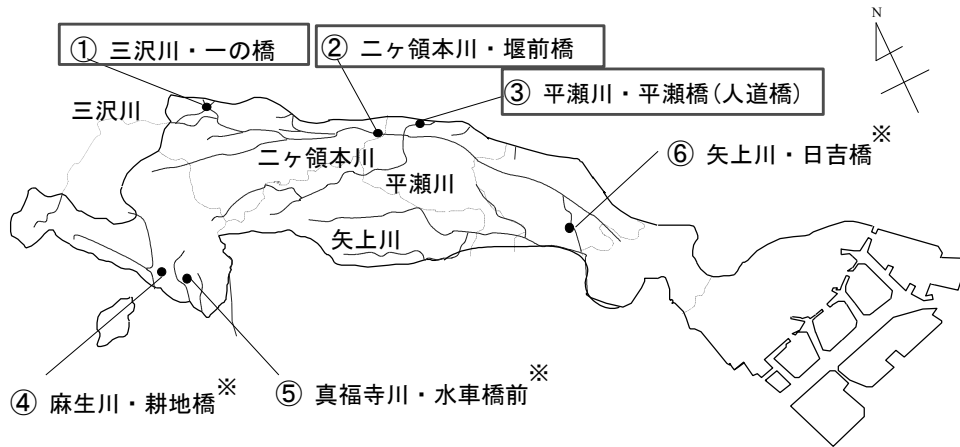 N
① 三沢川・一の橋
② 二ヶ領本川・堰前橋
③ 平瀬川・平瀬橋(人道橋)
三沢川
二ヶ領本川
⑥ 矢上川・日吉橋※
平瀬川
矢上川
④ 麻生川・耕地橋※
⑤ 真福寺川・水車橋前※